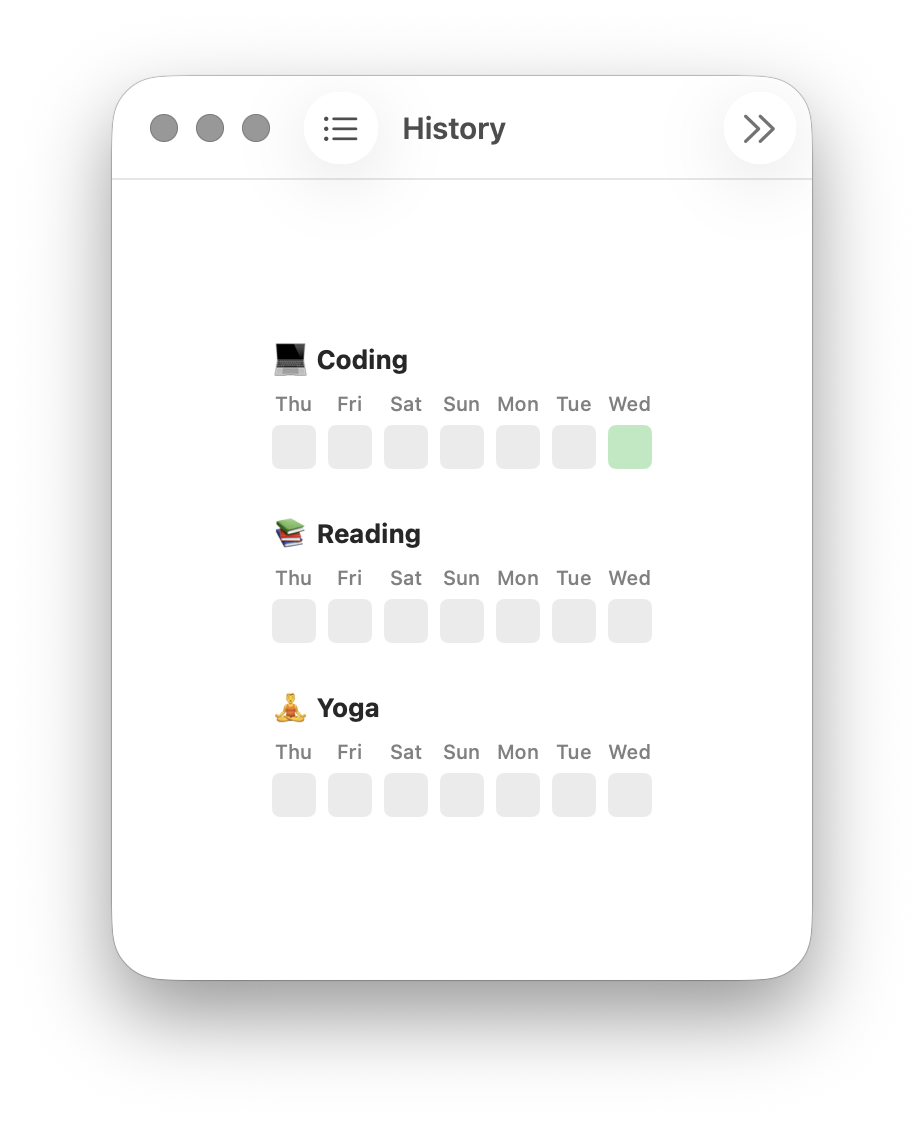 History
💻 Coding
Thu Fri Sat Sun Mon Tue Wed
📚 Reading
Thu Fri Sat Sun Mon Tue Wed
🧘 Yoga
Thu Fri Sat Sun Mon Tue Wed